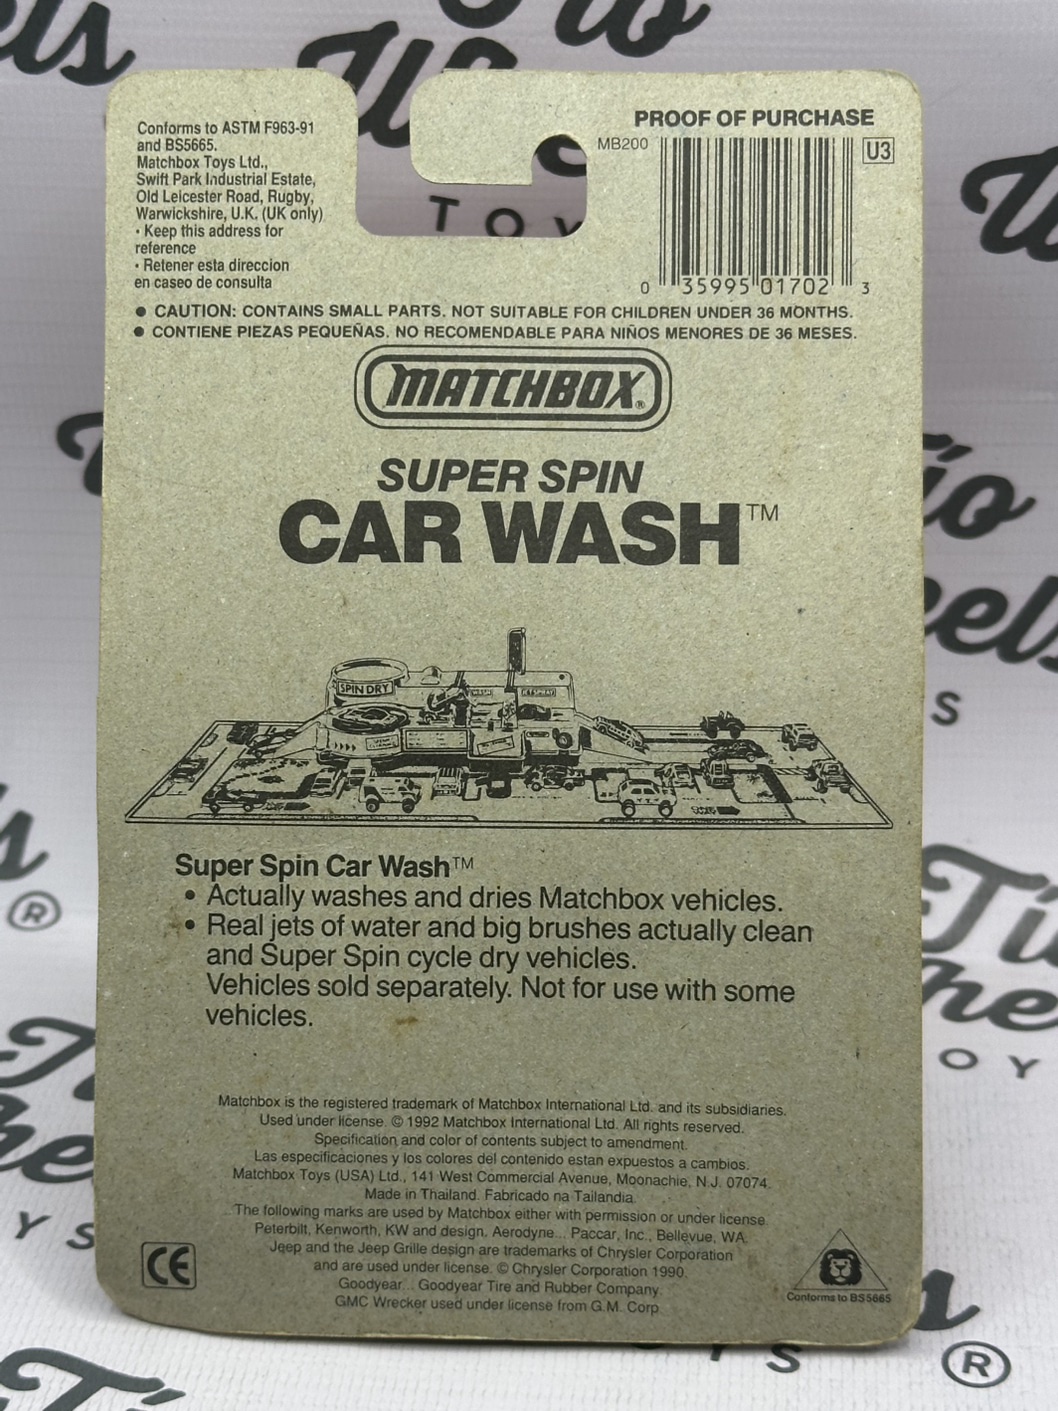 Conforms to ASTM F963-91
and BS5665.
Matchbox Toys Ltd.,
Swift Park Industrial Estate,
Old Leicester Road, Rugby,
Warwickshire, U.K. (UK only)
• Keep this address for
reference
• Retener esta direccion
en caseo de consulta
PROOF OF PURCHASE
MB200
U3
0 35995 01702 3
● CAUTION: CONTAINS SMALL PARTS. NOT SUITABLE FOR CHILDREN UNDER 36 MONTHS.
● CONTIENE PIEZAS PEQUEÑAS. NO RECOMENDABLE PARA NIÑOS MENORES DE 36 MESES.
MATCHBOX®
SUPER SPIN
CAR WASH™
SPIN DRY
WASH
JET SPRAY
Super Spin Car Wash™
• Actually washes and dries Matchbox vehicles.
• Real jets of water and big brushes actually clean
and Super Spin cycle dry vehicles.
Vehicles sold separately. Not for use with some
vehicles.
Matchbox is the registered trademark of Matchbox International Ltd. and its subsidiaries.
Used under license. © 1992 Matchbox International Ltd. All rights reserved.
Specification and color of contents subject to amendment.
Las especificaciones y los colores del contenido estan expuestos a cambios.
Matchbox Toys (USA) Ltd., 141 West Commercial Avenue, Moonachie, N.J. 07074.
Made in Thailand. Fabricado na Tailandia.
The following marks are used by Matchbox either with permission or under license.
Peterbilt, Kenworth, KW and design. Aerodyne... Paccar, Inc., Bellevue, WA.
Jeep and the Jeep Grille design are trademarks of Chrysler Corporation
and are used under license. © Chrysler Corporation 1990.
Goodyear... Goodyear Tire and Rubber Company.
GMC Wrecker used under license from G.M. Corp.
CE
Conforms to BS5665